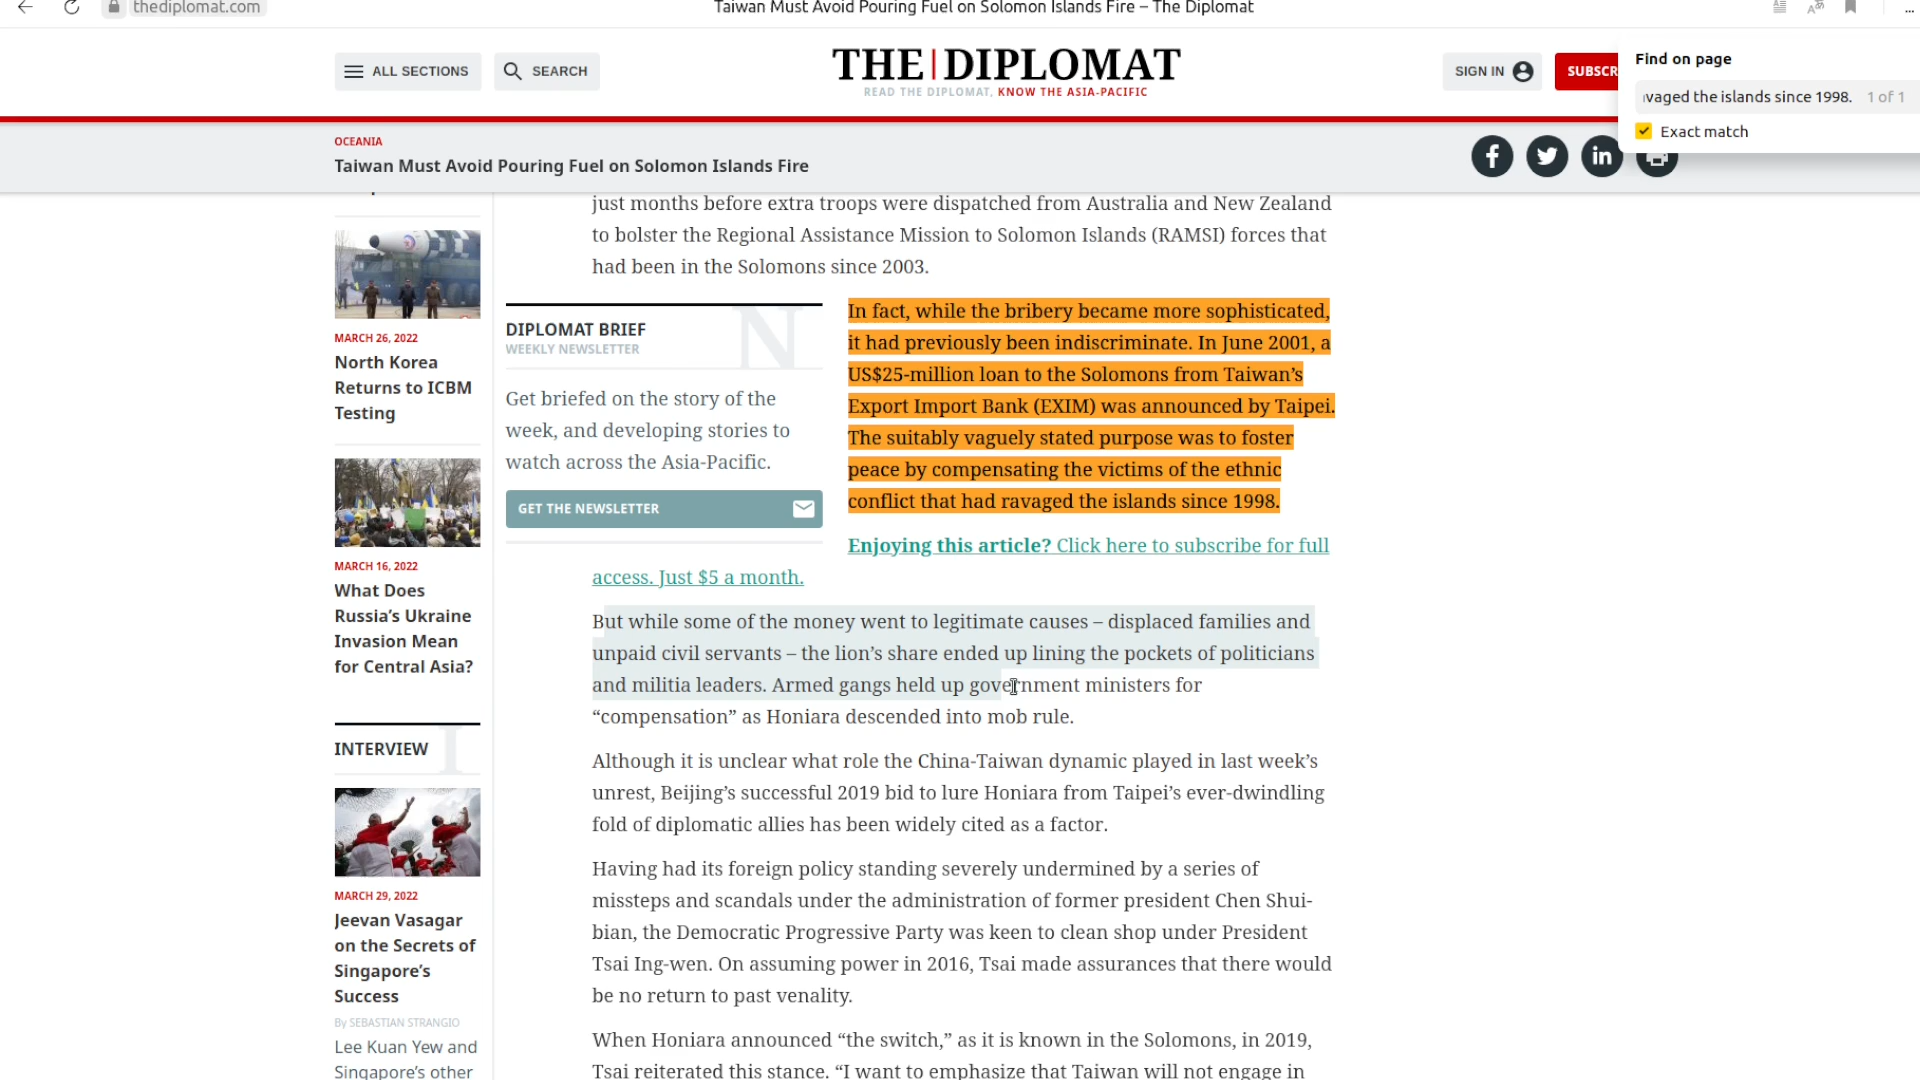 thediplomat.com
Taiwan Must Avoid Pouring Fuel on Solomon Islands Fire – The Diplomat
ALL SECTIONS
SEARCH
THE|DIPLOMAT
READ THE DIPLOMAT, KNOW THE ASIA-PACIFIC
SIGN IN
SUBSCR
Find on page
vaged the islands since 1998. 1 of 1
Exact match
OCEANIA
Taiwan Must Avoid Pouring Fuel on Solomon Islands Fire
MARCH 26, 2022
North Korea
Returns to ICBM
Testing
MARCH 16, 2022
What Does
Russia’s Ukraine
Invasion Mean
for Central Asia?
INTERVIEW
MARCH 29, 2022
Jeevan Vasagar
on the Secrets of
Singapore’s
Success
By SEBASTIAN STRANGIO
Lee Kuan Yew and
Singapore’s other
just months before extra troops were dispatched from Australia and New Zealand
to bolster the Regional Assistance Mission to Solomon Islands (RAMSI) forces that
had been in the Solomons since 2003.
DIPLOMAT BRIEF
WEEKLY NEWSLETTER
N
Get briefed on the story of the
week, and developing stories to
watch across the Asia-Pacific.
GET THE NEWSLETTER
In fact, while the bribery became more sophisticated,
it had previously been indiscriminate. In June 2001, a
US$25-million loan to the Solomons from Taiwan’s
Export Import Bank (EXIM) was announced by Taipei.
The suitably vaguely stated purpose was to foster
peace by compensating the victims of the ethnic
conflict that had ravaged the islands since 1998.
Enjoying this article? Click here to subscribe for full
access. Just $5 a month.
But while some of the money went to legitimate causes – displaced families and
unpaid civil servants – the lion’s share ended up lining the pockets of politicians
and militia leaders. Armed gangs held up government ministers for
“compensation” as Honiara descended into mob rule.
Although it is unclear what role the China-Taiwan dynamic played in last week’s
unrest, Beijing’s successful 2019 bid to lure Honiara from Taipei’s ever-dwindling
fold of diplomatic allies has been widely cited as a factor.
Having had its foreign policy standing severely undermined by a series of
missteps and scandals under the administration of former president Chen Shui-
bian, the Democratic Progressive Party was keen to clean shop under President
Tsai Ing-wen. On assuming power in 2016, Tsai made assurances that there would
be no return to past venality.
When Honiara announced “the switch,” as it is known in the Solomons, in 2019,
Tsai reiterated this stance. “I want to emphasize that Taiwan will not engage in